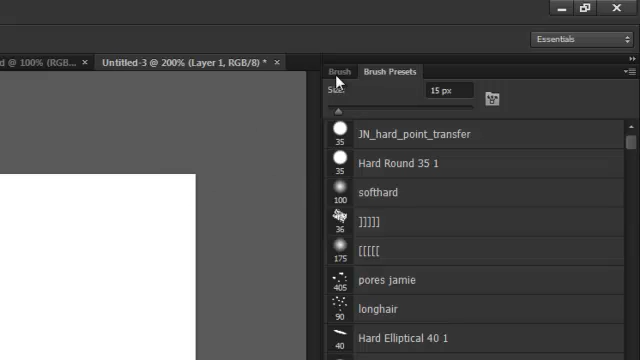 Essentials
d @ 100% (RGB... × Untitled-3 @ 200% (Layer 1, RGB/8) * ×
Brush Brush Presets
Size: 15 px
35 JN_hard_point_transfer
35 Hard Round 35 1
100 softhard
36 ]]]]]
175 [[[[[
405 pores jamie
90 longhair
40 Hard Elliptical 40 1